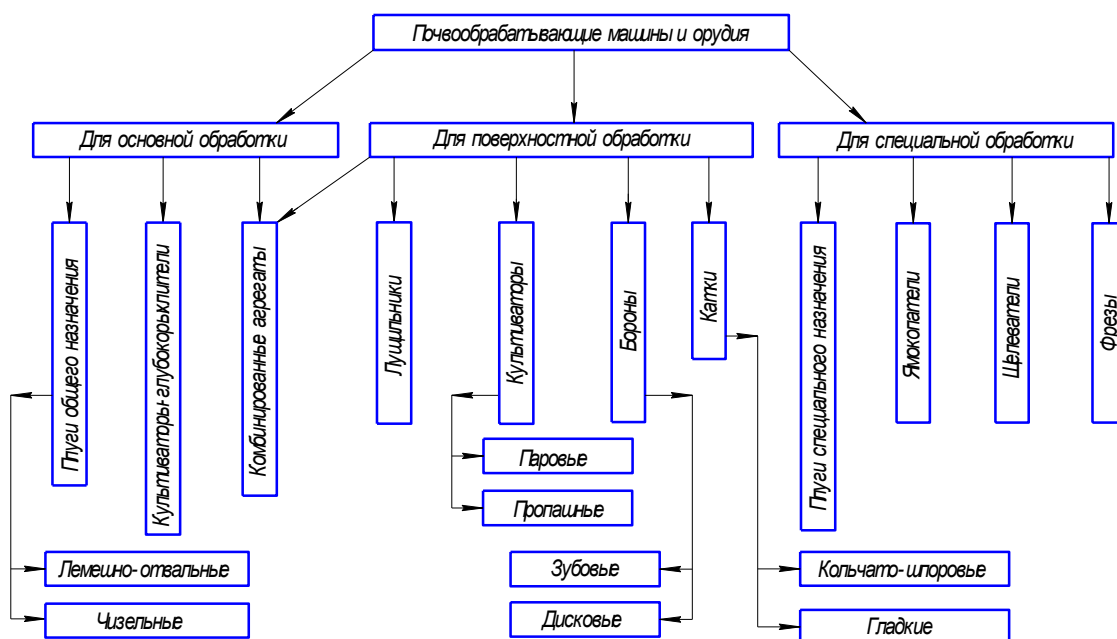 Почвообрабатывающие машины и орудия
Для основной обработки
Для поверхностной обработки
Для специальной обработки
Плуги общего назначения
Культиваторы глубокорыклители
Комбинированные агрегаты
Лущильники
Культиваторы
Бороны
Катки
Плуги специального назначения
Ямокопатели
Щелеватели
Фрезы
Паровые
Пропашные
Лемешно-отвальные
Зубовые
Кольчато-шпоровые
Чизельные
Дисковые
Гладкие